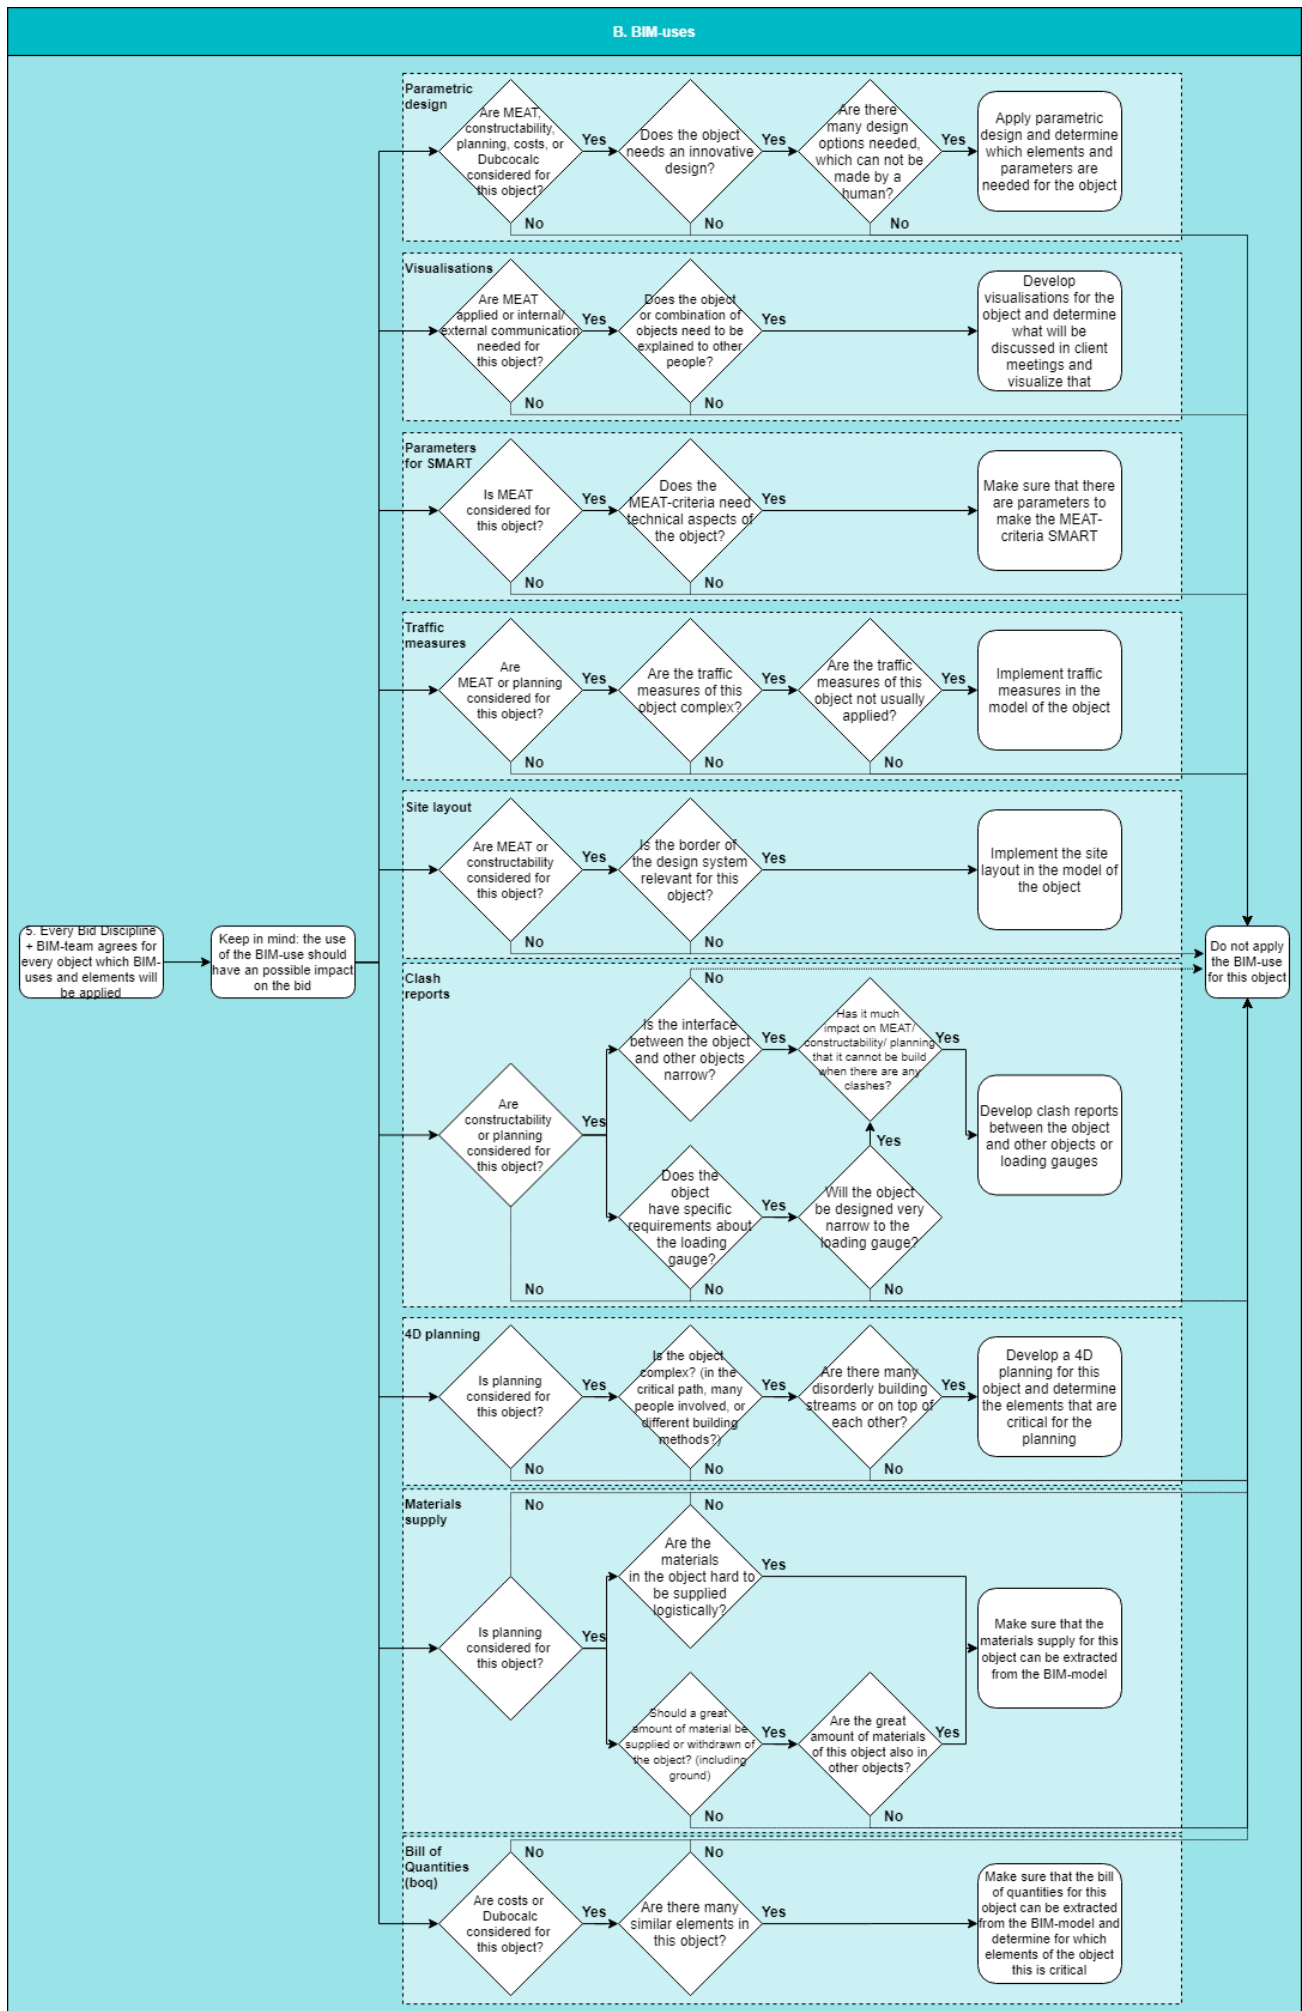 B. BIM-uses
Parametric
design
Are MEAT,
constructability,
planning, costs, or
Dubcocalc
considered for
this object?
Yes
Does the object
needs an innovative
design?
Yes
Are there
many design
options needed,
which can not be
made by a
human?
Yes
Apply parametric
design and determine
which elements and
parameters are
needed for the object
No
No
No
Visualisations
Are MEAT
applied or internal/
external communication
needed for
this object?
Yes
Does the object
or combination of
objects need to be
explained to other
people?
Yes
Develop
visualisations for the
object and determine
what will be
discussed in client
meetings and
visualize that
No
No
Parameters
for SMART
Is MEAT
considered for
this object?
Yes
Does the
MEAT-criteria need
technical aspects of
the object?
Yes
Make sure that there
are parameters to
make the MEAT-
criteria SMART
No
No
Traffic
measures
Are
MEAT or planning
considered for
this object?
Yes
Are the traffic
measures of this
object complex?
Yes
Are the traffic
measures of this
object not usually
applied?
Yes
Implement traffic
measures in the
model of the object
No
No
No
Site layout
Are MEAT or
constructability
considered for
this object?
Yes
Is the border of
the design system
relevant for this
object?
Yes
Implement the site
layout in the model of
the object
No
No
5. Every Bid Discipline
+ BIM-team agrees for
every object which BIM-
uses and elements will
be applied
Keep in mind: the use
of the BIM-use should
have an possible impact
on the bid
Do not apply
the BIM-use
for this object
Clash
reports
No
Is the interface
between the object
and other objects
narrow?
Yes
Has it much
impact on MEAT/
constructability/ planning
that it cannot be build
when there are any
clashes?
Yes
Are
constructability
or planning
considered for
this object?
Yes
Develop clash reports
between the object
and other objects or
loading gauges
Yes
Does the
object
have specific
requirements about
the loading
gauge?
Yes
Will the object
be designed very
narrow to the
loading gauge?
No
No
No
4D planning
Is planning
considered for
this object?
Yes
Is the object
complex? (in the
critical path, many
people involved, or
different building
methods?)
Yes
Are there many
disorderly building
streams or on top of
each other?
Yes
Develop a 4D
planning for this
object and determine
the elements that are
critical for the
planning
No
No
No
Materials
supply
No
No
Are the
materials
in the object hard to
be supplied
logistically?
Yes
Is planning
considered for
this object?
Yes
Make sure that the
materials supply for this
object can be extracted
from the BIM-model
Should a great
amount of material be
supplied or withdrawn of
the object? (including
ground)
Yes
Are the great
amount of materials
of this object also in
other objects?
Yes
No
No
Bill of
Quantities
(boq)
No
No
Are costs or
Dubocalc
considered for
this object?
Yes
Are there many
similar elements in
this object?
Yes
Make sure that the bill
of quantities for this
object can be extracted
from the BIM-model and
determine for which
elements of the object
this is critical